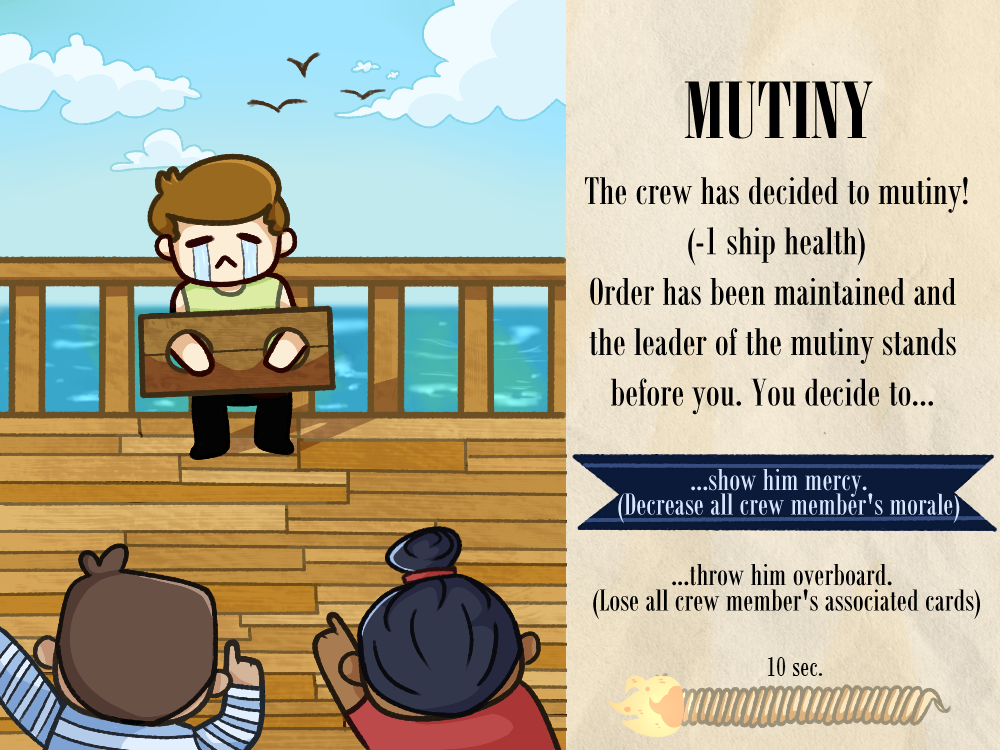 MUTINY
The crew has decided to mutiny!
(-1 ship health)
Order has been maintained and
the leader of the mutiny stands
before you. You decide to...
...show him mercy.
(Decrease all crew member's morale)
...throw him overboard.
(Lose all crew member's associated cards)
10 sec.